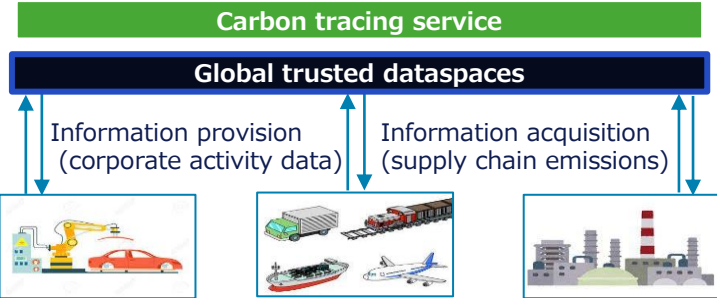 Carbon tracing service
Global trusted dataspaces
Information provision
(corporate activity data)
Information acquisition
(supply chain emissions)